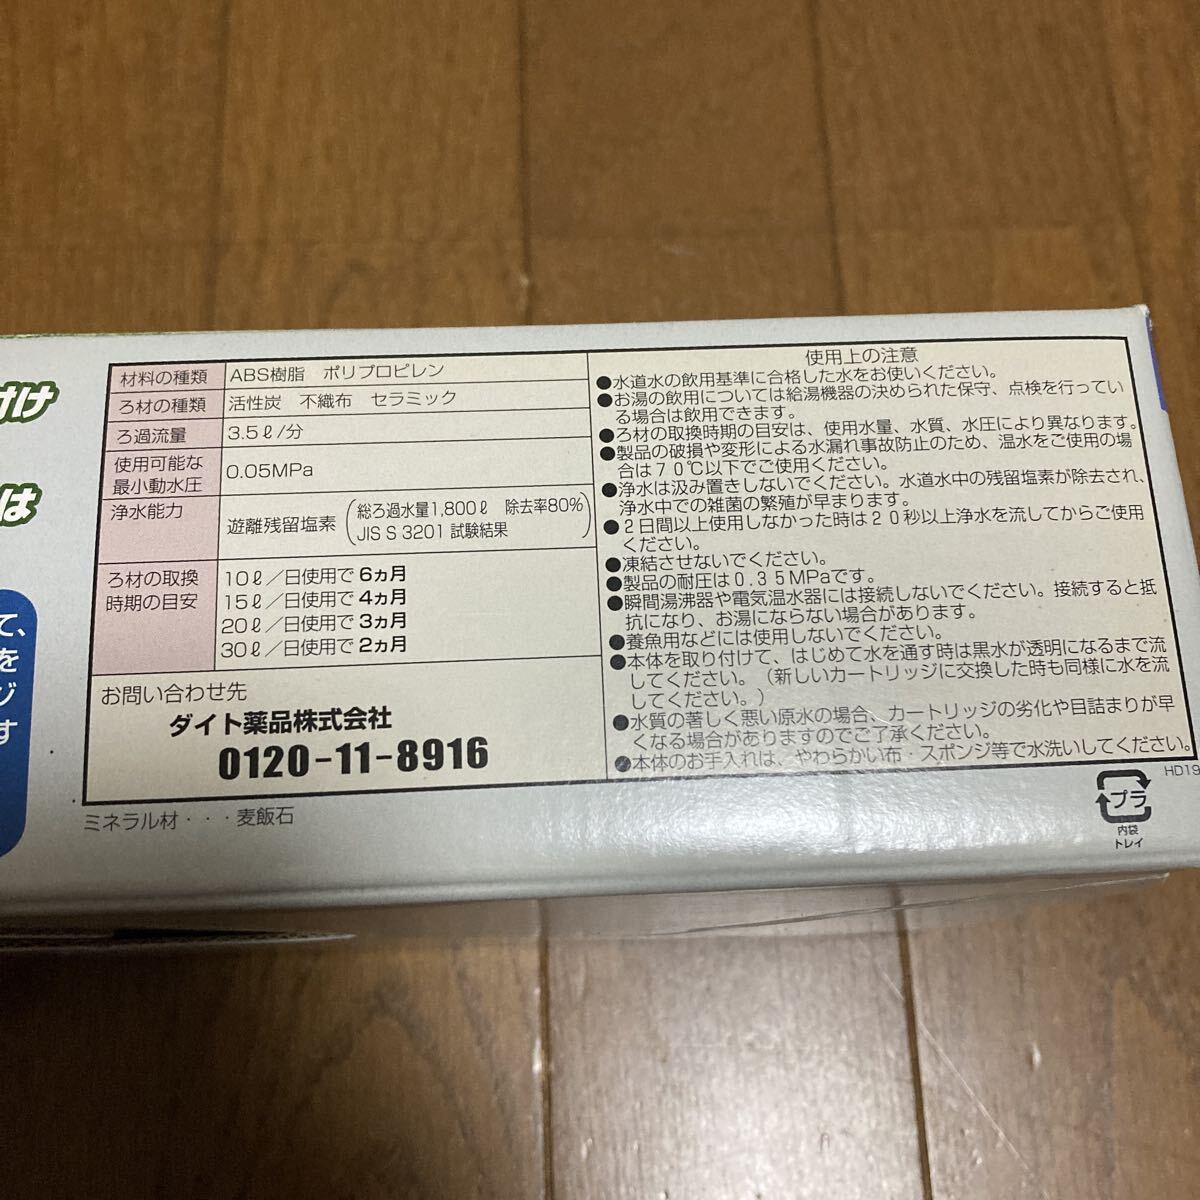 付け
は
て、
を
ジ
す
材料の種類 ABS樹脂 ポリプロピレン
ろ材の種類 活性炭 不織布 セラミック
ろ過流量 3.5ℓ/分
使用可能な
最小動水圧 0.05MPa
浄水能力 遊離残留塩素 (総ろ過水量1,800ℓ 除去率80%
JIS S 3201 試験結果)
ろ材の取換
時期の目安
10ℓ/日使用で6ヵ月
15ℓ/日使用で4ヵ月
20ℓ/日使用で3ヵ月
30ℓ/日使用で2ヵ月
お問い合わせ先
ダイト薬品株式会社
0120-11-8916
ミネラル材・・・麦飯石
使用上の注意
●水道水の飲用基準に合格した水をお使いください。
●お湯の飲用については給湯機器の決められた保守、点検を行ってい
る場合は飲用できます。
●ろ材の取換時期の目安は、使用水量、水質、水圧により異なります。
●製品の破損や変形による水漏れ事故防止のため、温水をご使用の場
合は70℃以下でご使用ください。
●浄水は汲み置きしないでください。水道水中の残留塩素が除去され、
浄水中での雑菌の繁殖が早まります。
●2日間以上使用しなかった時は20秒以上浄水を流してからご使用
ください。
●凍結させないでください。
●製品の耐圧は0.35MPaです。
●瞬間湯沸器や電気温水器には接続しないでください。接続すると抵
抗になり、お湯にならない場合があります。
●養魚用などには使用しないでください。
●本体を取り付けて、はじめて水を通す時は黒水が透明になるまで流
してください。(新しいカートリッジに交換した時も同様に水を流
してください。)
●水質の著しく悪い原水の場合、カートリッジの劣化や目詰まりが早
くなる場合がありますのでご了承ください。
●本体のお手入れは、やわらかい布・スポンジ等で水洗いしてください。
HD19
プラ
内袋
トレイ